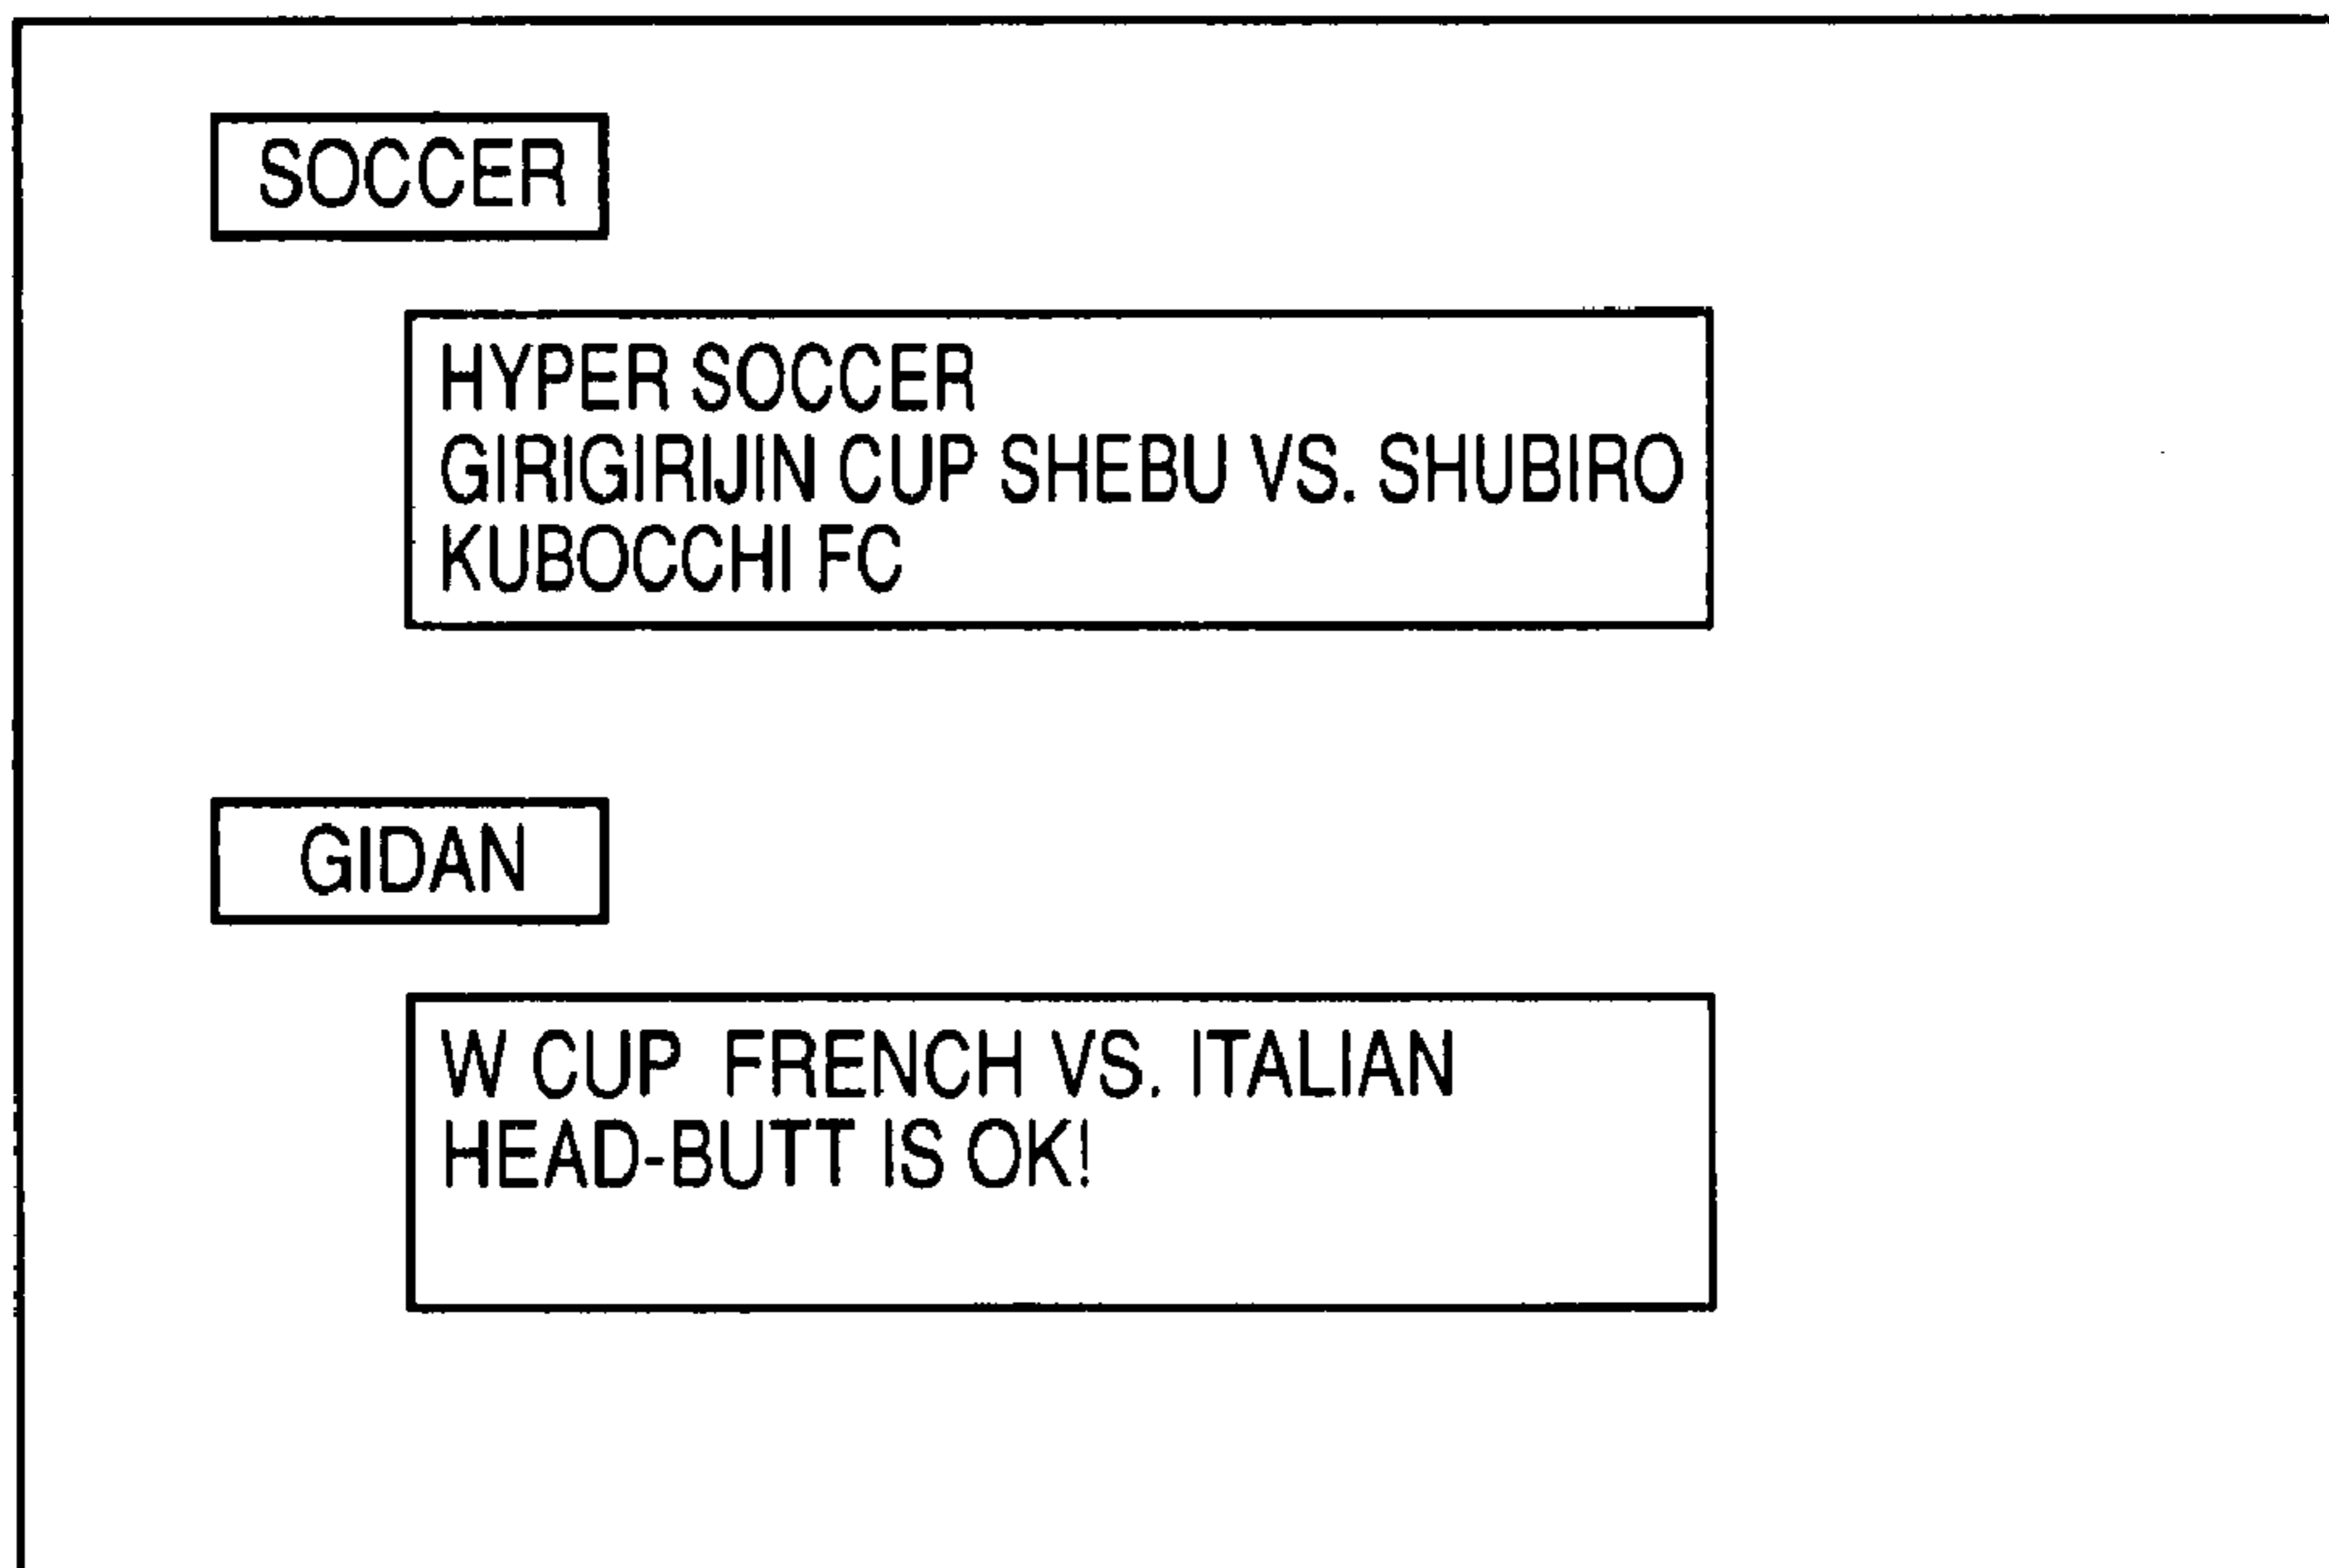 SOCCER
HYPER SOCCER
GIRIGIRIJIN CUP SHEBU VS. SHUBIRO
KUBOCCHI FC
GIDAN
W CUP FRENCH VS. ITALIAN
HEAD-BUTT IS OK!